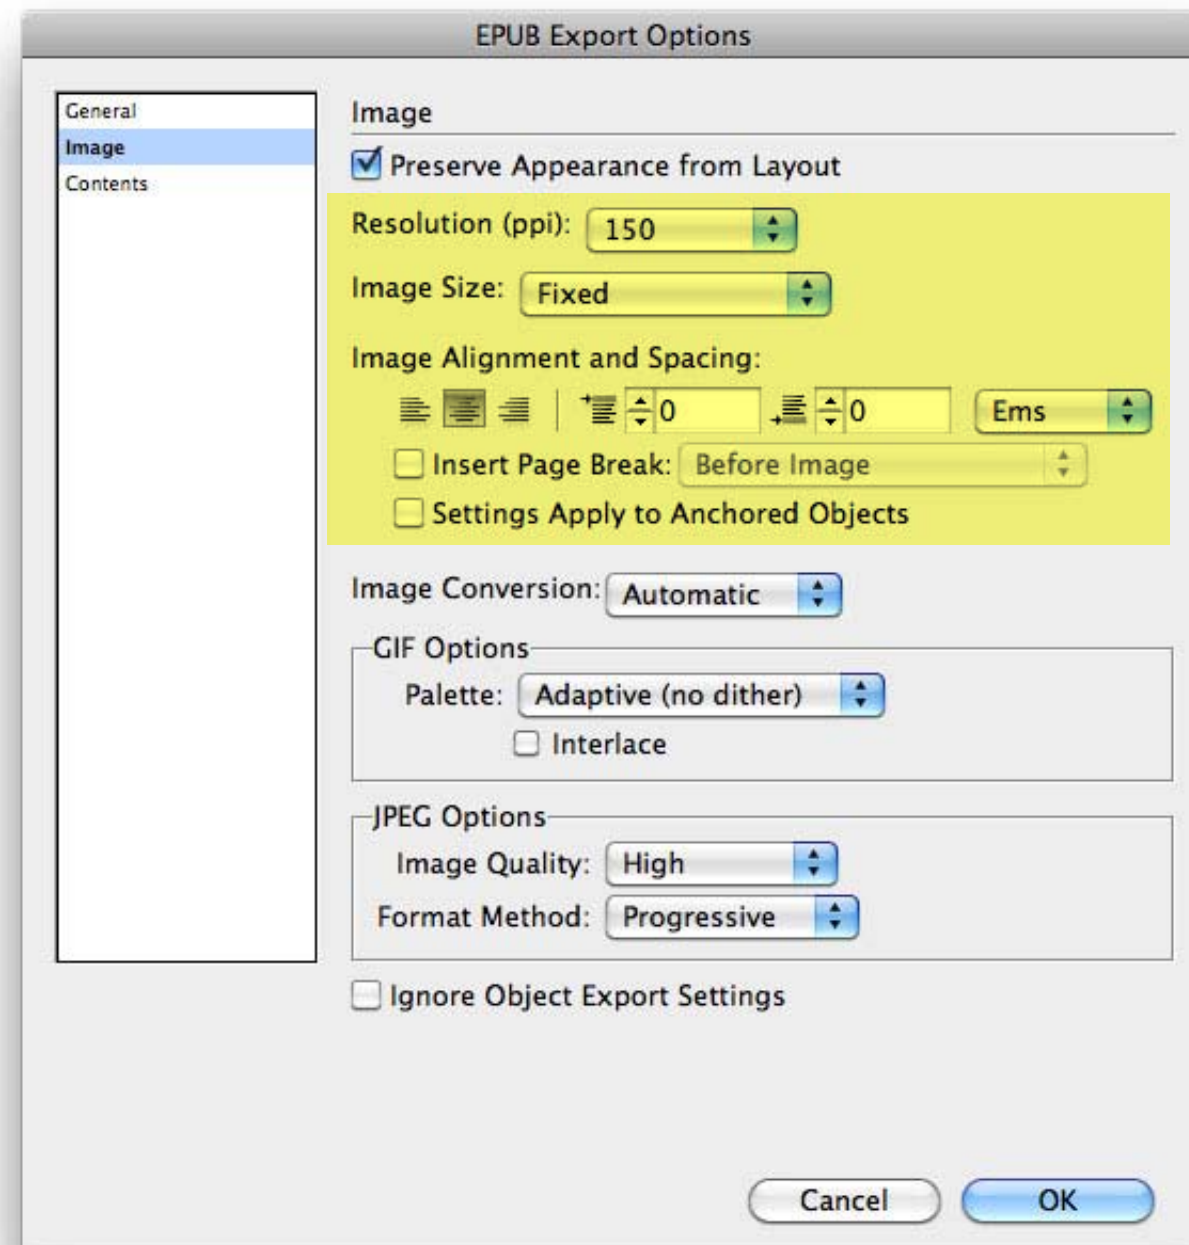 EPUB Export Options
General
Image
Contents
Image
Preserve Appearance from Layout
Resolution (ppi): 150
Image Size: Fixed
Image Alignment and Spacing:
0 0 Ems
Insert Page Break: Before Image
Settings Apply to Anchored Objects
Image Conversion: Automatic
GIF Options
Palette: Adaptive (no dither)
Interlace
JPEG Options
Image Quality: High
Format Method: Progressive
Ignore Object Export Settings
Cancel OK